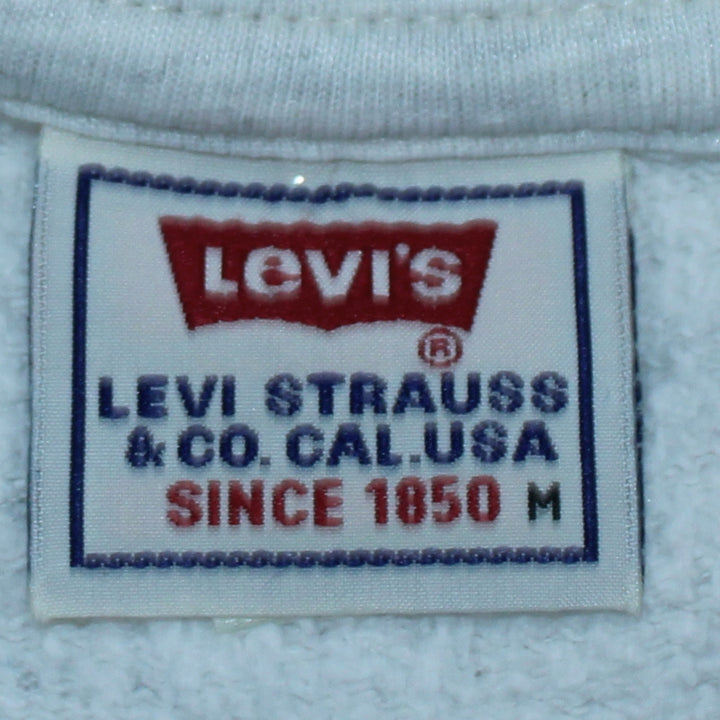 LEVI'S
®
LEVI STRAUSS
& CO. CAL.USA
SINCE 1850 M